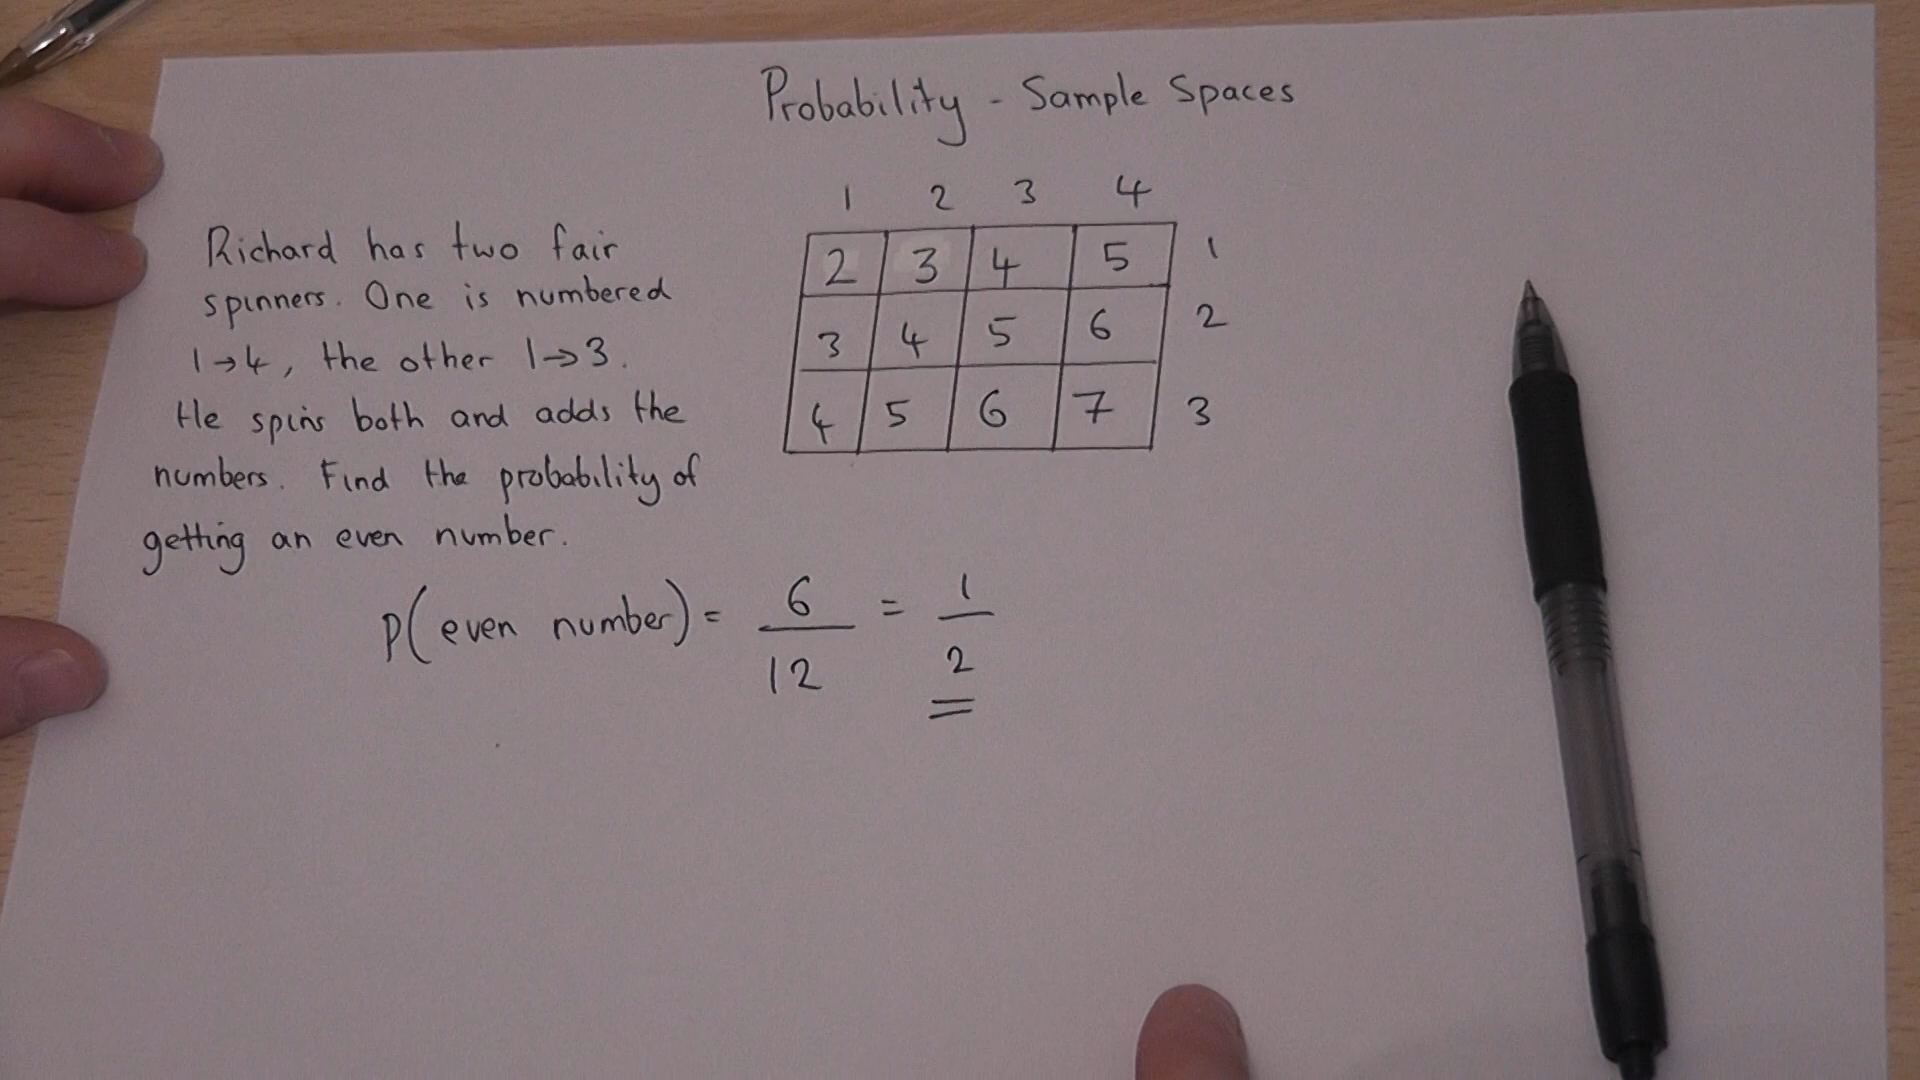 Probability - Sample Spaces
1 2 3 4
2 3 4 5 1
3 4 5 6 2
4 5 6 7 3
Richard has two fair
spinners. One is numbered
1→4, the other 1→3.
He spins both and adds the
numbers. Find the probability of
getting an even number.
P(even number) = 6/12 = 1/2